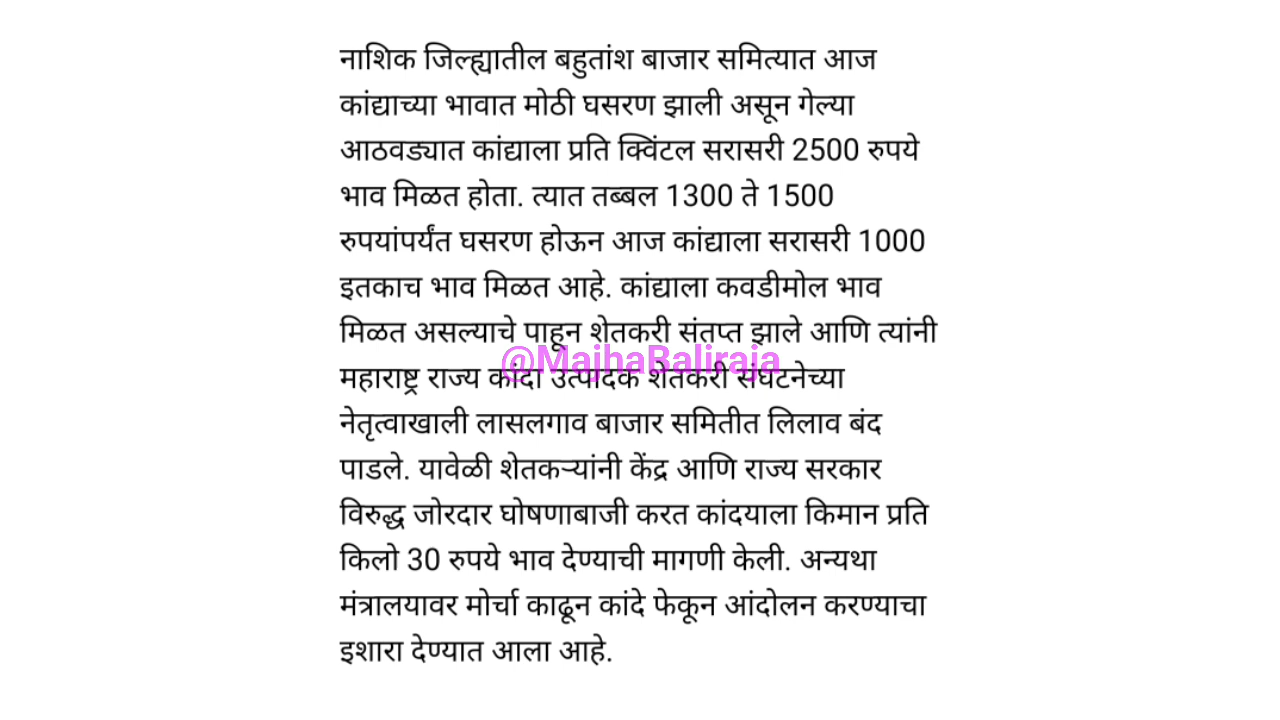 नाशिक जिल्ह्यातील बहुतांश बाजार समित्यात आज
कांद्याच्या भावात मोठी घसरण झाली असून गेल्या
आठवड्यात कांद्याला प्रति क्विंटल सरासरी 2500 रुपये
भाव मिळत होता. त्यात तब्बल 1300 ते 1500
रुपयांपर्यंत घसरण होऊन आज कांद्याला सरासरी 1000
इतकाच भाव मिळत आहे. कांद्याला कवडीमोल भाव
मिळत असल्याचे पाहून शेतकरी संतप्त झाले आणि त्यांनी
@MajhaBaliraja
महाराष्ट्र राज्य कांदा उत्पादक शेतकरी संघटनेच्या
नेतृत्वाखाली लासलगाव बाजार समितीत लिलाव बंद
पाडले. यावेळी शेतकऱ्यांनी केंद्र आणि राज्य सरकार
विरुद्ध जोरदार घोषणाबाजी करत कांदयाला किमान प्रति
किलो 30 रुपये भाव देण्याची मागणी केली. अन्यथा
मंत्रालयावर मोर्चा काढून कांदे फेकून आंदोलन करण्याचा
इशारा देण्यात आला आहे.